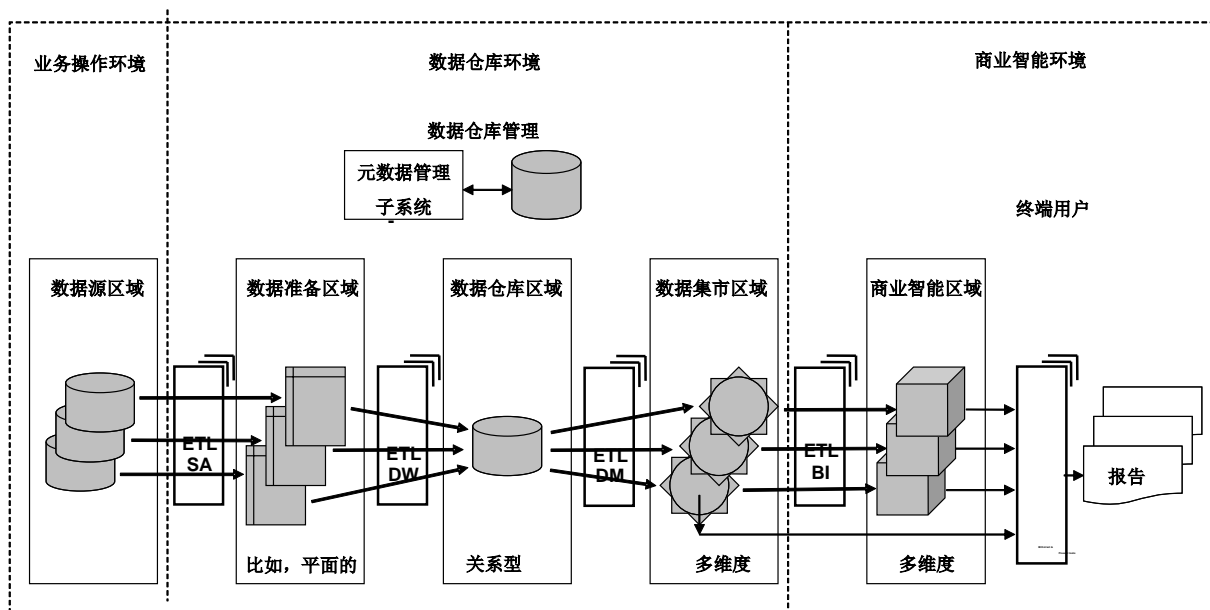 业务操作环境
数据仓库环境
商业智能环境
数据仓库管理
元数据管理
子系统
终端用户
数据源区域
数据准备区域
数据仓库区域
数据集市区域
商业智能区域
ETL
SA
ETL
DW
ETL
DM
ETL
BI
报告
比如，平面的
关系型
多维度
多维度